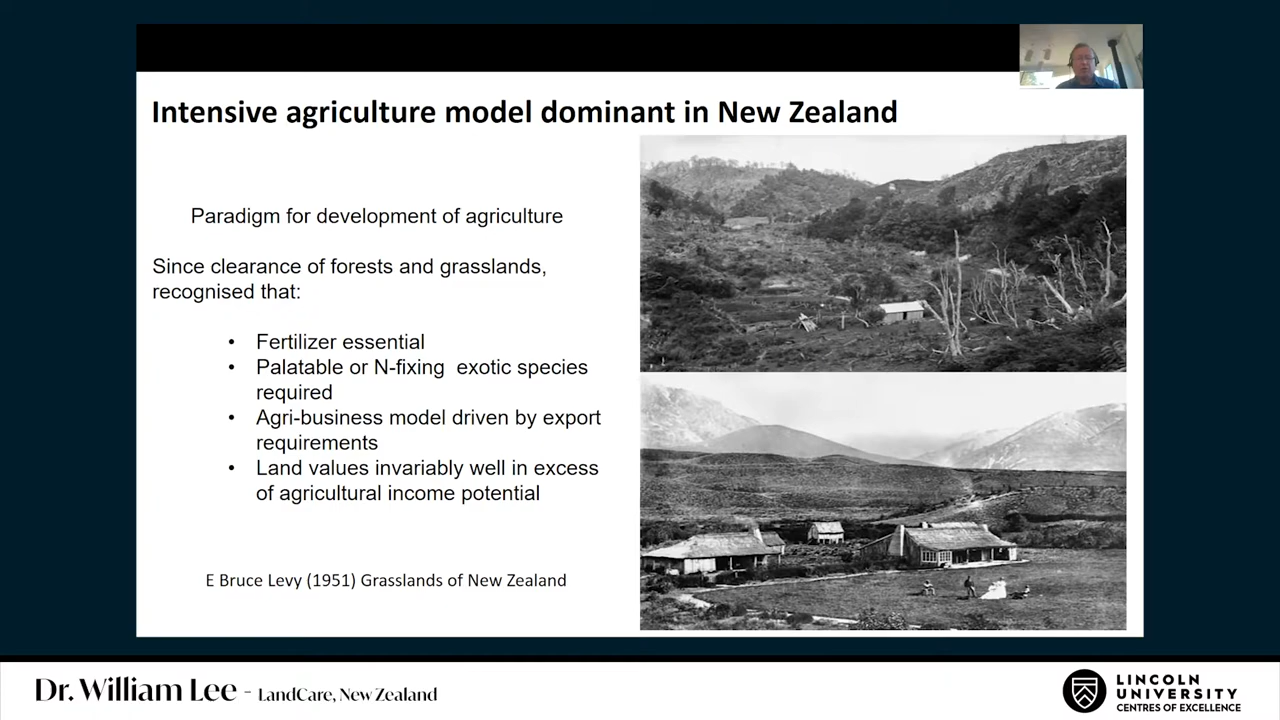 Intensive agriculture model dominant in New Zealand
Paradigm for development of agriculture
Since clearance of forests and grasslands,
recognised that:
• Fertilizer essential
• Palatable or N-fixing exotic species
required
• Agri-business model driven by export
requirements
• Land values invariably well in excess
of agricultural income potential
E Bruce Levy (1951) Grasslands of New Zealand
Dr. William Lee - LandCare, New Zealand
LINCOLN
UNIVERSITY
CENTRES OF EXCELLENCE